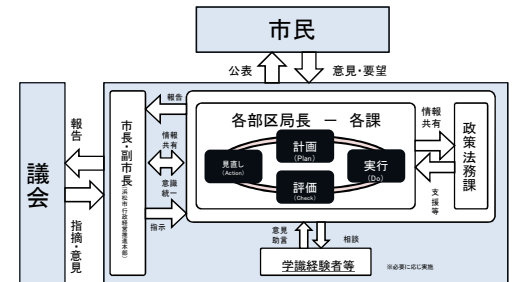 市民
公表
意見・要望
議会
報告
指摘・意見
市長・副市長
(浜松市行政経営推進本部)
報告
情報
共有
意識
統一
指示
各部区局長 － 各課
計画
(Plan)
見直し
(Action)
実行
(Do)
評価
(Check)
情報
共有
支援等
政策法務課
意見
助言
相談
学識経験者等
※必要に応じ実施